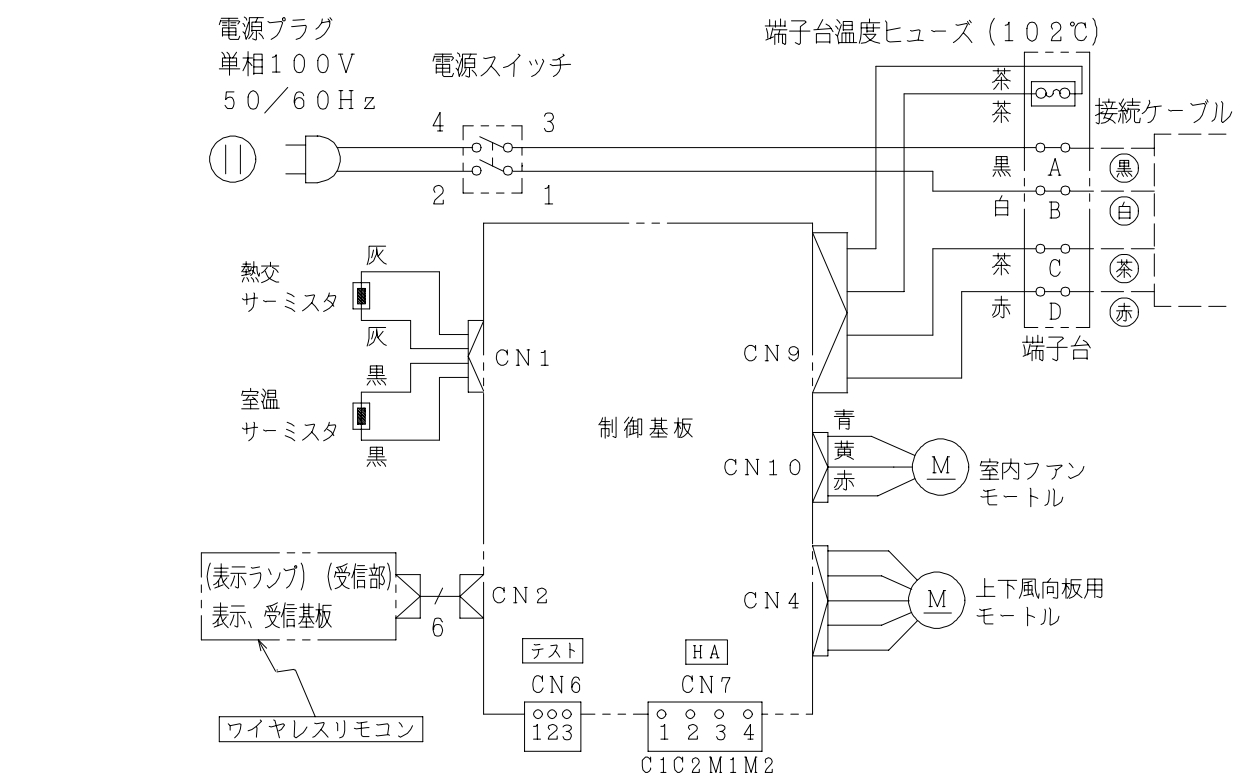 電源プラグ
単相100V
50/60Hz
電源スイッチ
端子台温度ヒューズ(102℃)
4
3
2
1
茶
茶
接続ケーブル
黒
A
黒
白
B
白
茶
C
茶
赤
D
赤
端子台
熱交
サーミスタ
灰
灰
CN1
室温
サーミスタ
黒
黒
制御基板
CN9
CN10
青
黄
赤
M
室内ファン
モートル
CN4
M
上下風向板用
モートル
(表示ランプ) (受信部)
表示、受信基板
6
CN2
ワイヤレスリモコン
テスト
CN6
123
HA
CN7
1 2 3 4
C1C2M1M2